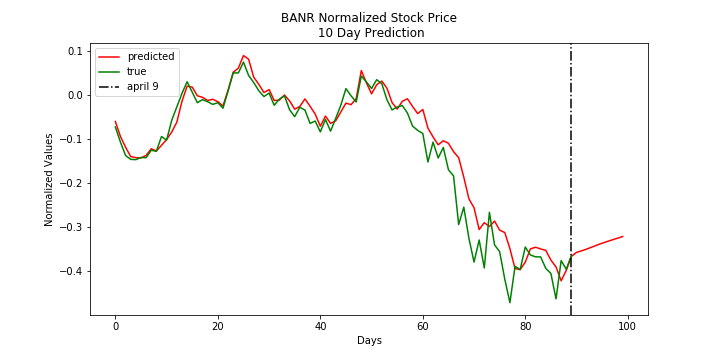 BANR Normalized Stock Price
10 Day Prediction
predicted
true
april 9
Normalized Values
0.1
0.0
−0.1
−0.2
−0.3
−0.4
0 20 40 60 80 100
Days